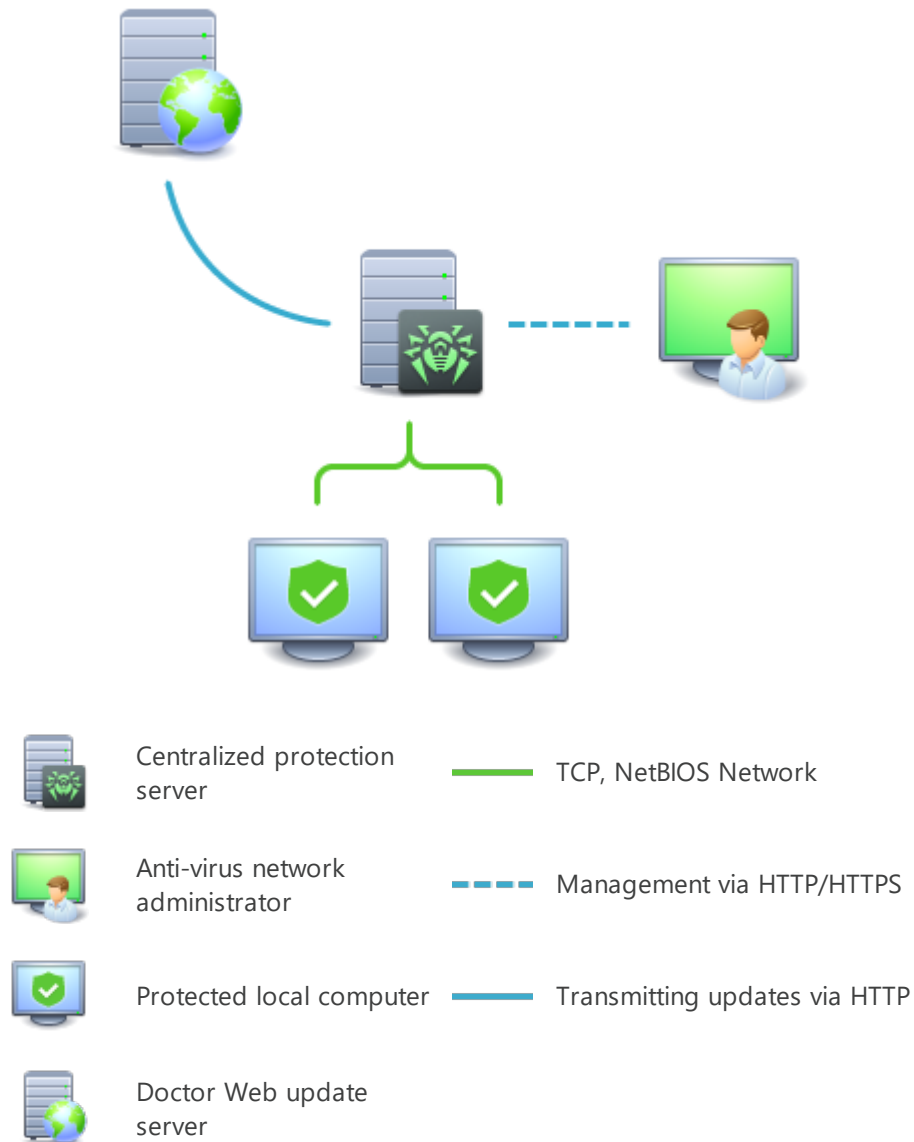 Centralized protection
server
TCP, NetBIOS Network
Anti-virus network
administrator
Management via HTTP/HTTPS
Protected local computer
Transmitting updates via HTTP
Doctor Web update
server